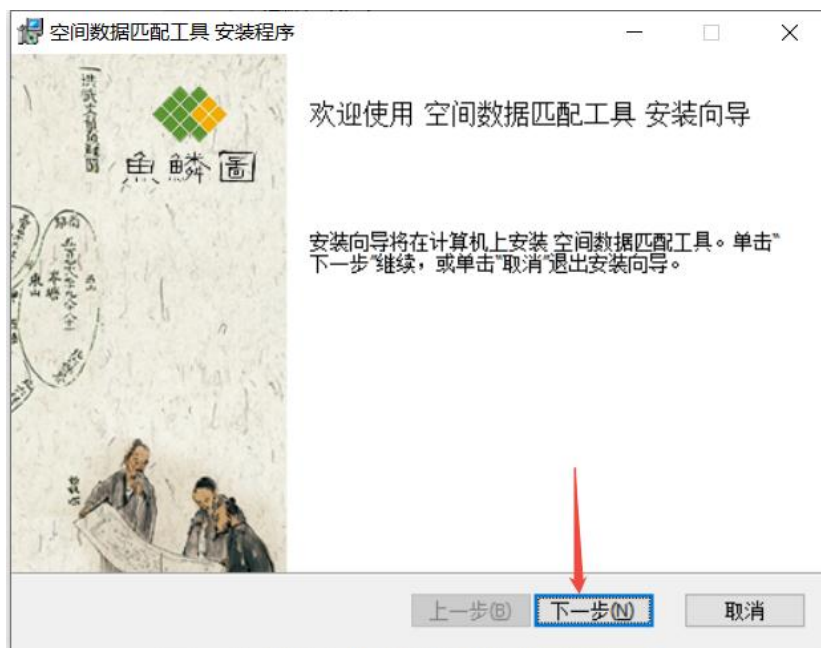 空间数据匹配工具 安装程序
魚鱗圖
欢迎使用 空间数据匹配工具 安装向导
安装向导将在计算机上安装 空间数据匹配工具。单击"
下一步"继续，或单击"取消"退出安装向导。
上一步(B)
下一步(N)
取消